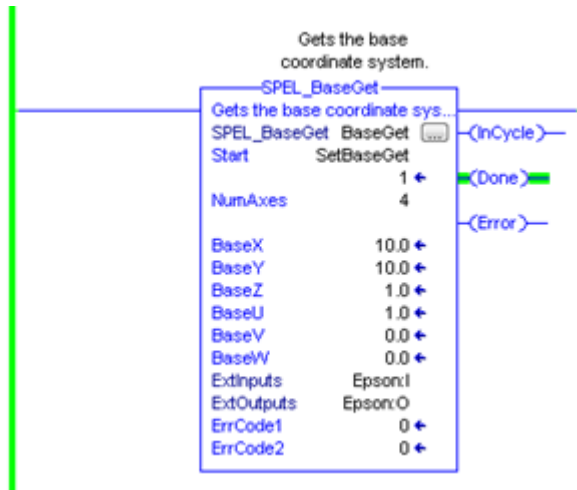 Gets the base
coordinate system.
SPEL_BaseGet
Gets the base coordinate sys...
SPEL_BaseGet BaseGet ...
(InCycle)
Start SetBaseGet
1
(Done)
NumAxes 4
(Error)
BaseX 10.0
BaseY 10.0
BaseZ 1.0
BaseU 1.0
BaseV 0.0
BaseW 0.0
ExtInputs Epson:I
ExtOutputs Epson:O
ErrCode1 0
ErrCode2 0